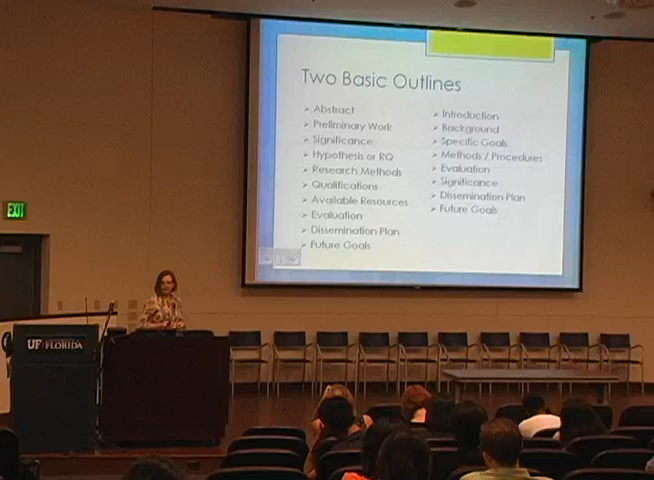 Two Basic Outlines
Abstract
Preliminary Work
Significance
Hypothesis or RQ
Research Methods
Qualifications
Available Resources
Evaluation
Dissemination Plan
Future Goals
Introduction
Background
Specific Goals
Methods / Procedures
Evaluation
Significance
Dissemination Plan
Future Goals
EXIT
UF FLORIDA